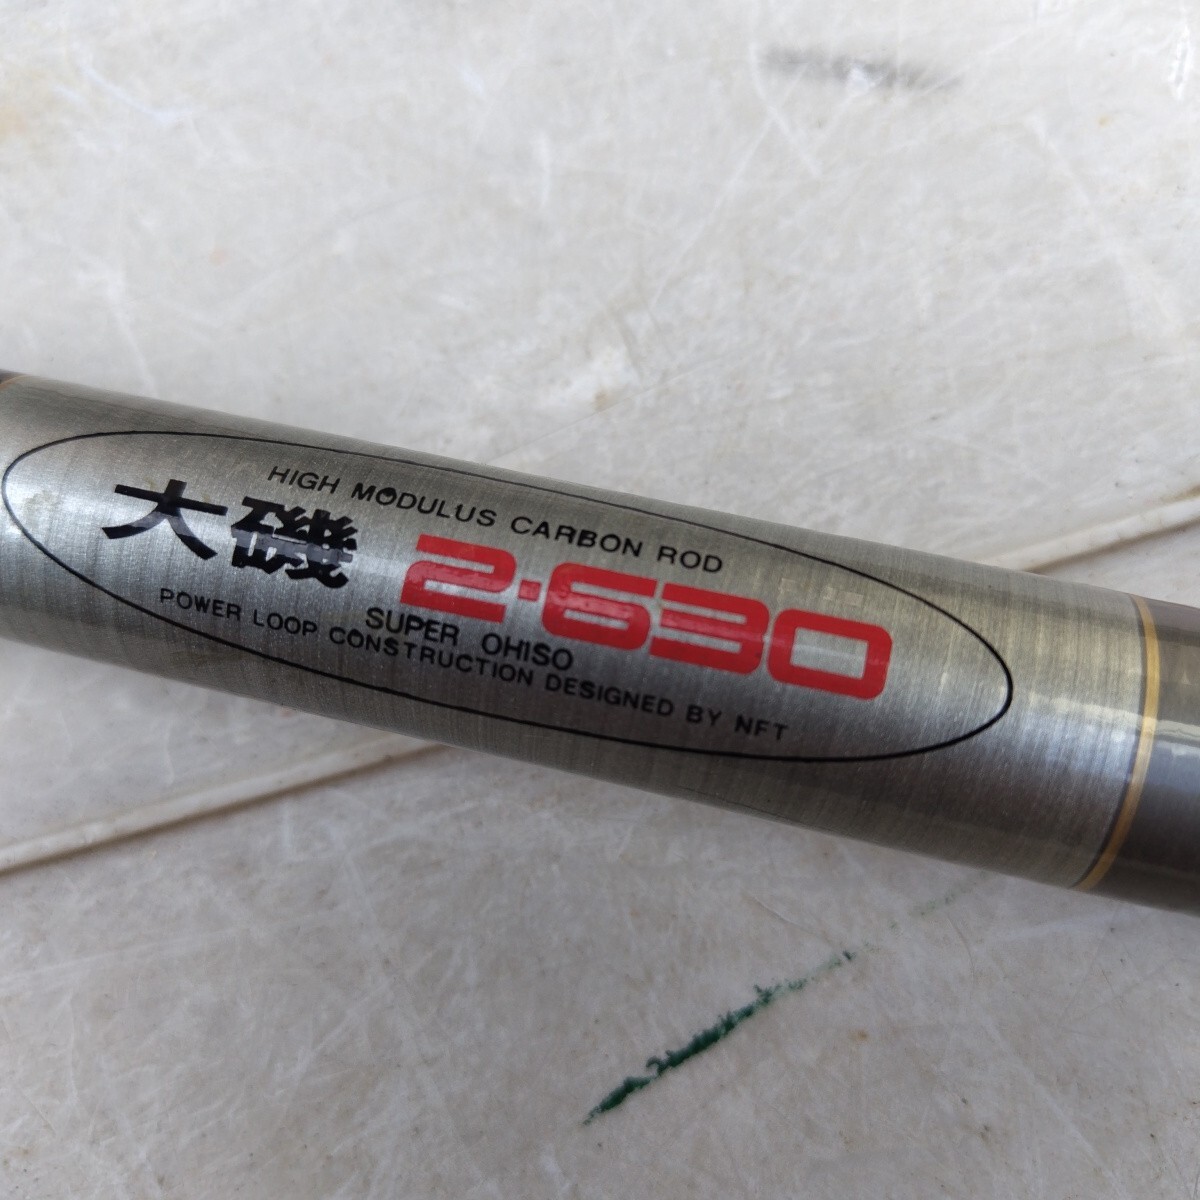 HIGH MODULUS CARBON ROD
大磯 2-630
SUPER OHISO
POWER LOOP CONSTRUCTION DESIGNED BY NFT